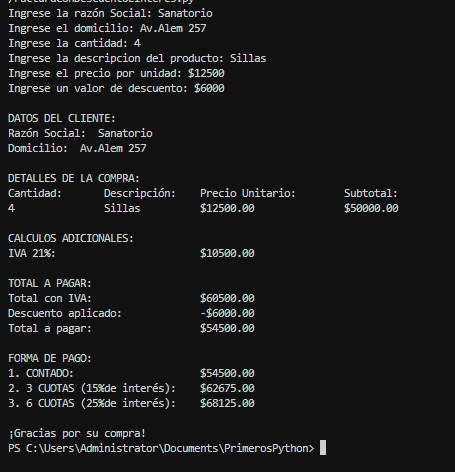 Ingrese la razón Social: Sanatorio
Ingrese el domicilio: Av.Alem 257
Ingrese la cantidad: 4
Ingrese la descripcion del producto: Sillas
Ingrese el precio por unidad: $12500
Ingrese un valor de descuento: $6000
DATOS DEL CLIENTE:
Razón Social:  Sanatorio
Domicilio:  Av.Alem 257
DETALLES DE LA COMPRA:
Cantidad:       Descripción:    Precio Unitario:        Subtotal:
4               Sillas          $12500.00               $50000.00
CALCULOS ADICIONALES:
IVA 21%:                        $10500.00
TOTAL A PAGAR:
Total con IVA:                  $60500.00
Descuento aplicado:             -$6000.00
Total a pagar:                  $54500.00
FORMA DE PAGO:
1. CONTADO:                     $54500.00
2. 3 CUOTAS (15%de interés):    $62675.00
3. 6 CUOTAS (25%de interés):    $68125.00
¡Gracias por su compra!
PS C:\Users\Administrator\Documents\PrimerosPython>